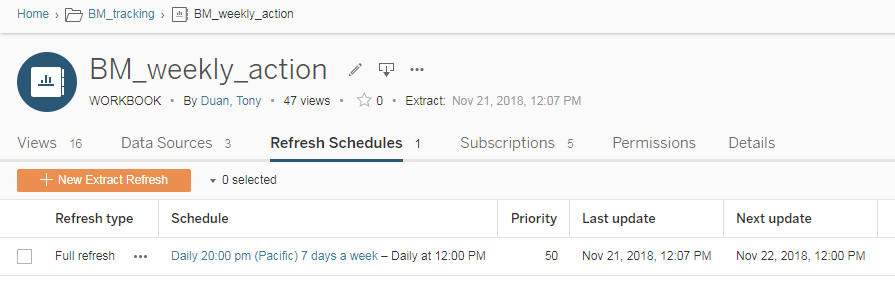 Home › BM_tracking › BM_weekly_action
BM_weekly_action
WORKBOOK • By Duan, Tony • 47 views • 0 • Extract: Nov 21, 2018, 12:07 PM
Views 16 Data Sources 3 Refresh Schedules 1 Subscriptions 5 Permissions Details
New Extract Refresh 0 selected
Refresh type Schedule Priority Last update Next update
Full refresh ••• Daily 20:00 pm (Pacific) 7 days a week – Daily at 12:00 PM 50 Nov 21, 2018, 12:07 PM Nov 22, 2018, 12:00 PM